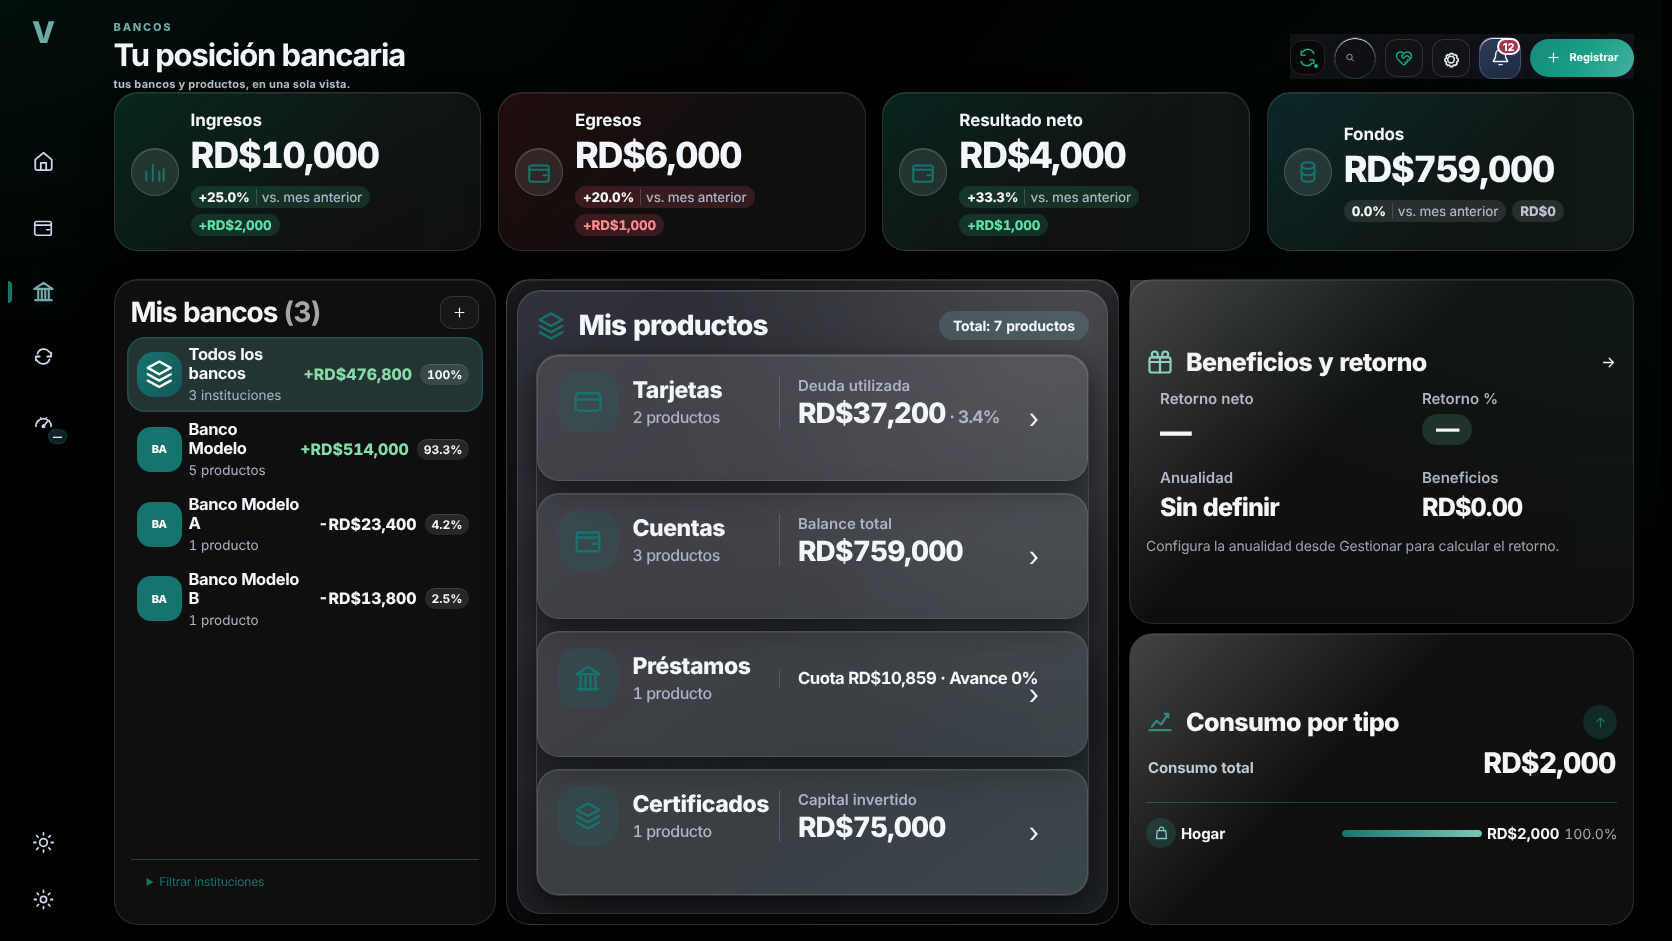 V
BANCOS
Tu posición bancaria
tus bancos y productos, en una sola vista.
12
Registrar
Ingresos
RD$10,000
+25.0% vs. mes anterior
+RD$2,000
Egresos
RD$6,000
+20.0% vs. mes anterior
+RD$1,000
Resultado neto
RD$4,000
+33.3% vs. mes anterior
+RD$1,000
Fondos
RD$759,000
0.0% vs. mes anterior RD$0
Mis bancos (3)
+
Todos los
bancos
3 instituciones
+RD$476,800 100%
BA
Banco
Modelo
5 productos
+RD$514,000 93.3%
BA
Banco Modelo
A
1 producto
-RD$23,400 4.2%
BA
Banco Modelo
B
1 producto
-RD$13,800 2.5%
Filtrar instituciones
Mis productos
Total: 7 productos
Tarjetas
2 productos
Deuda utilizada
RD$37,200 · 3.4%
Cuentas
3 productos
Balance total
RD$759,000
Préstamos
1 producto
Cuota RD$10,859 · Avance 0%
Certificados
1 producto
Capital invertido
RD$75,000
Beneficios y retorno
Retorno neto
—
Retorno %
—
Anualidad
Sin definir
Beneficios
RD$0.00
Configura la anualidad desde Gestionar para calcular el retorno.
Consumo por tipo
Consumo total
RD$2,000
Hogar
RD$2,000 100.0%